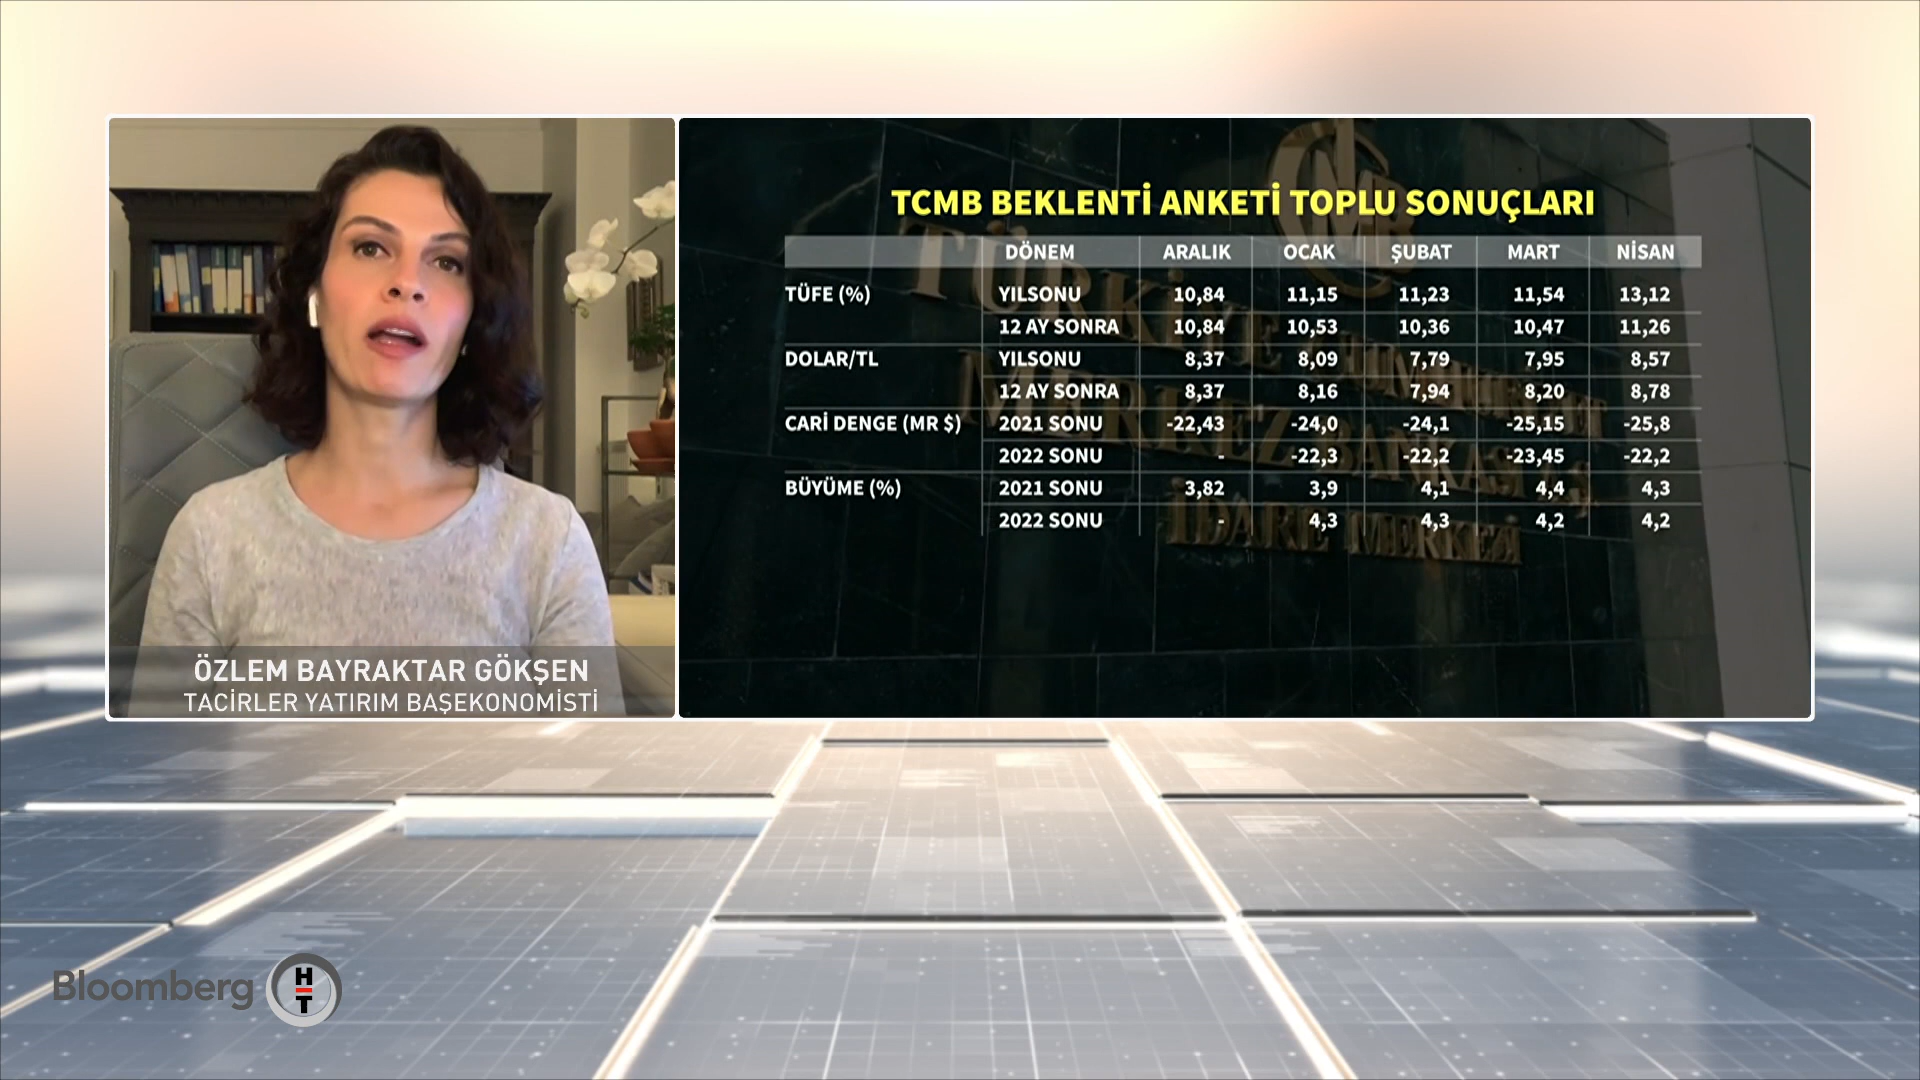 TCMB BEKLENTİ ANKETİ TOPLU SONUÇLARI
DÖNEM ARALIK OCAK ŞUBAT MART NİSAN
TÜFE (%) YILSONU 10,84 11,15 11,23 11,54 13,12
12 AY SONRA 10,84 10,53 10,36 10,47 11,26
DOLAR/TL YILSONU 8,37 8,09 7,79 7,95 8,57
12 AY SONRA 8,37 8,16 7,94 8,20 8,78
CARİ DENGE (MR $) 2021 SONU -22,43 -24,0 -24,1 -25,15 -25,8
2022 SONU - -22,3 -22,2 -23,45 -22,2
BÜYÜME (%) 2021 SONU 3,82 3,9 4,1 4,4 4,3
2022 SONU - 4,3 4,3 4,2 4,2
TÜRKİYE
MERKEZ BANKASI
İDARE MERKEZİ
ÖZLEM BAYRAKTAR GÖKŞEN
TACİRLER YATIRIM BAŞEKONOMİSTİ
Bloomberg HT